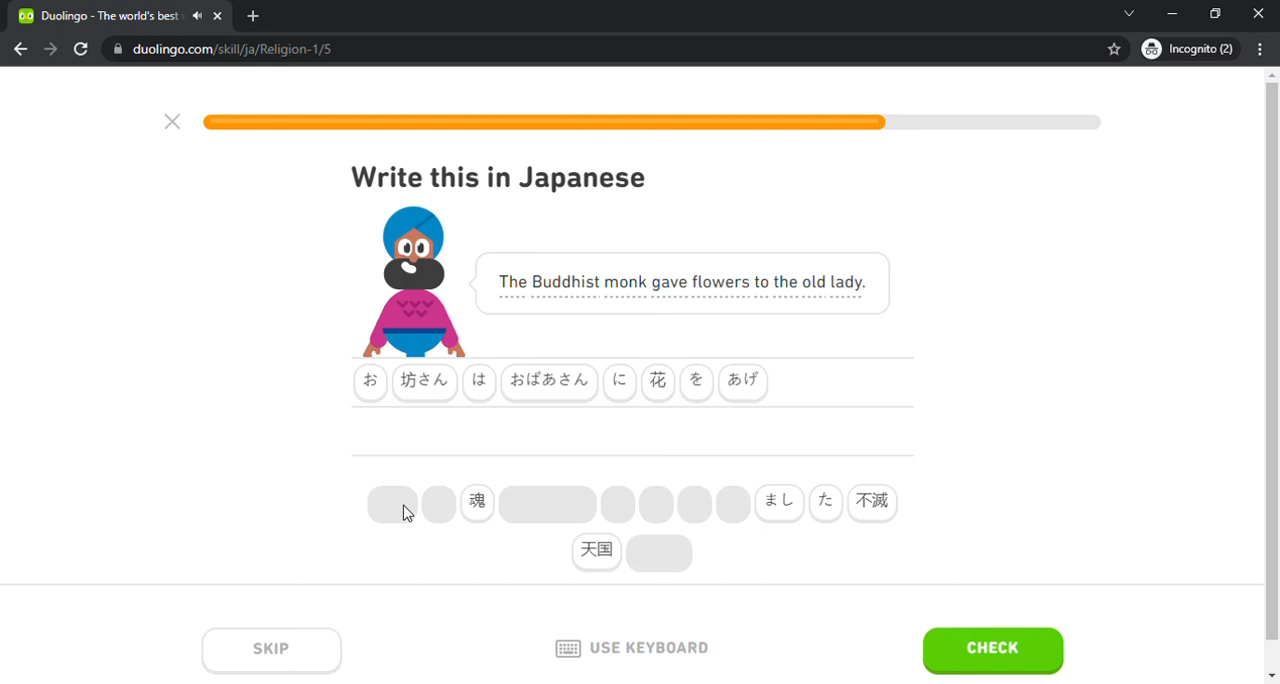 Duolingo - The world's best
duolingo.com/skill/ja/Religion-1/5
Incognito (2)
Write this in Japanese
The Buddhist monk gave flowers to the old lady.
お 坊さん は おばあさん に 花 を あげ
魂 まし た 不滅
天国
SKIP
USE KEYBOARD
CHECK